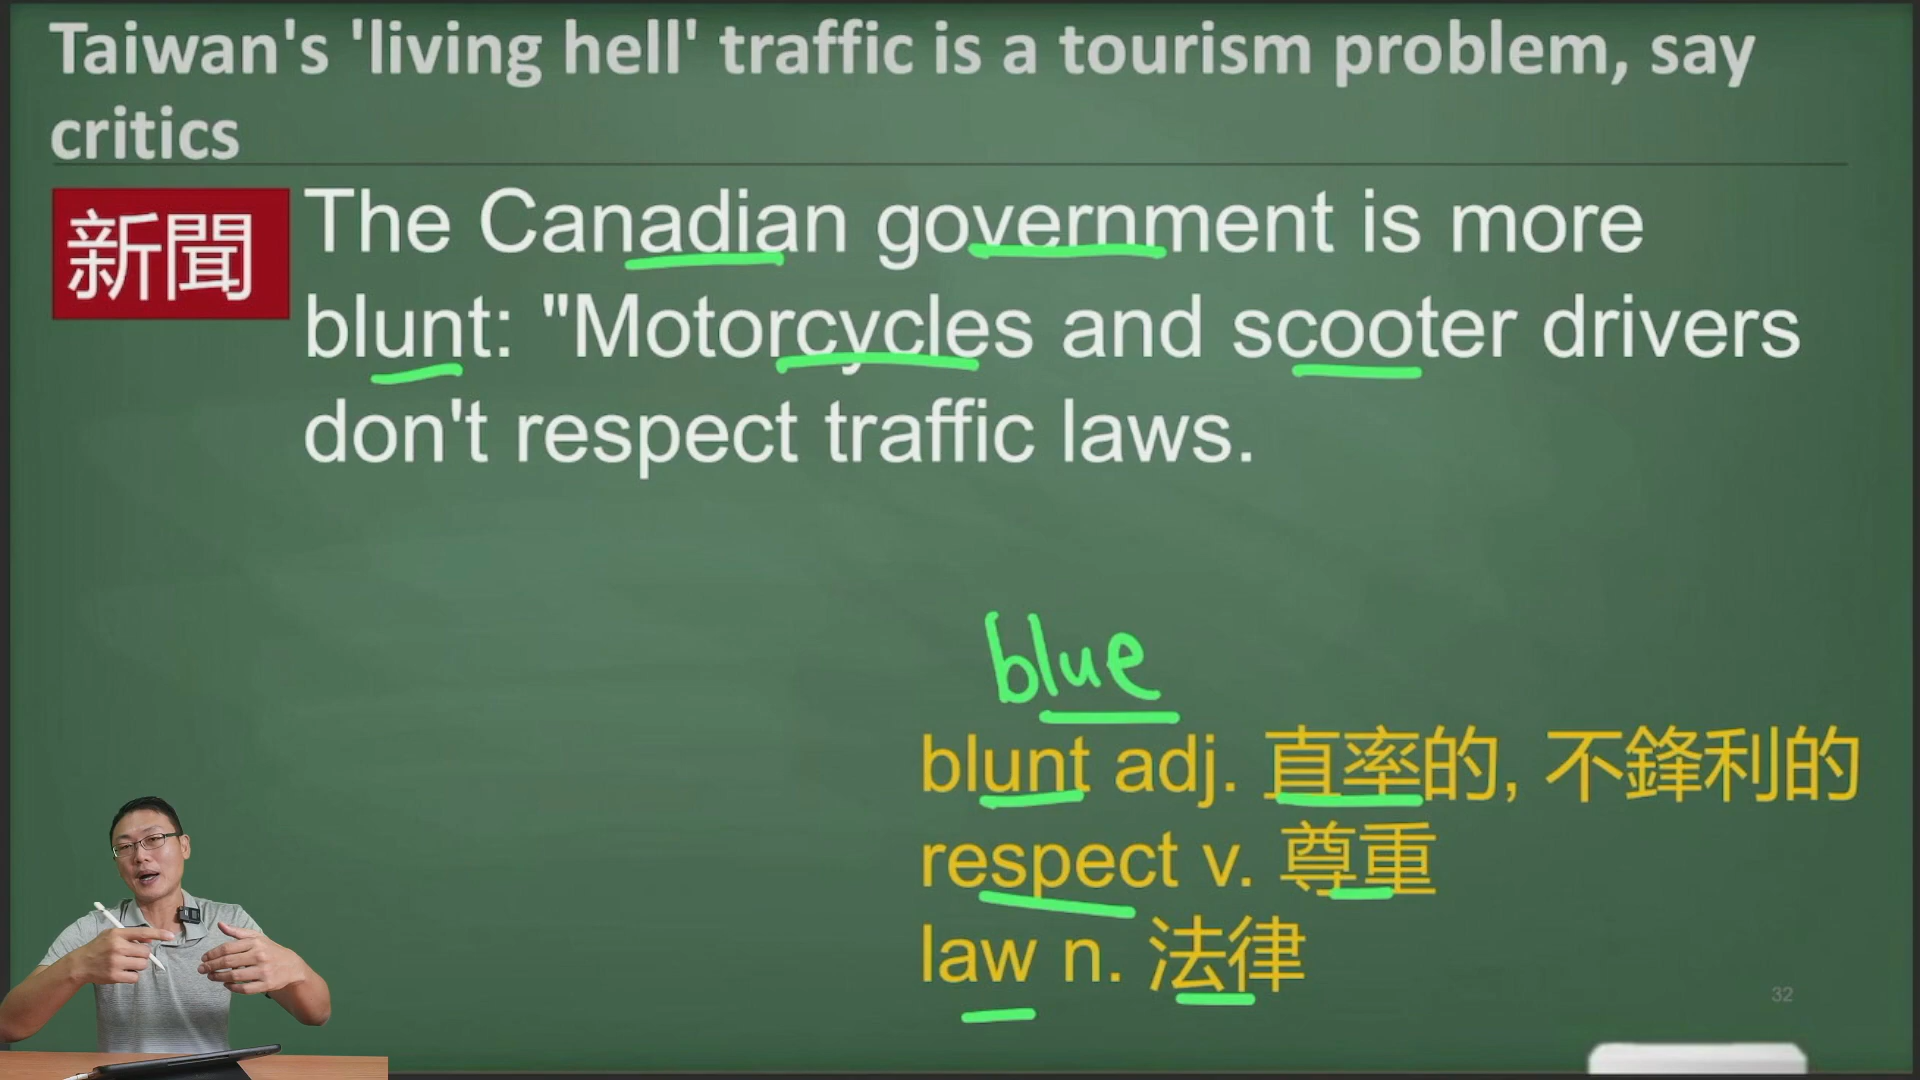 Taiwan's 'living hell' traffic is a tourism problem, say
critics
新聞
The Canadian government is more
blunt: "Motorcycles and scooter drivers
don't respect traffic laws.
blue
blunt adj. 直率的, 不鋒利的
respect v. 尊重
law n. 法律
32